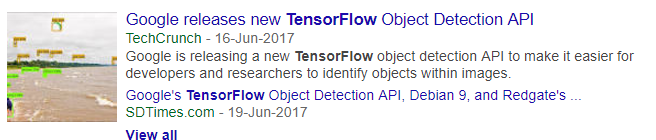 Google releases new TensorFlow Object Detection API
TechCrunch - 16-Jun-2017
Google is releasing a new TensorFlow object detection API to make it easier for
developers and researchers to identify objects within images.
Google's TensorFlow Object Detection API, Debian 9, and Redgate's ...
SDTimes.com - 19-Jun-2017
View all